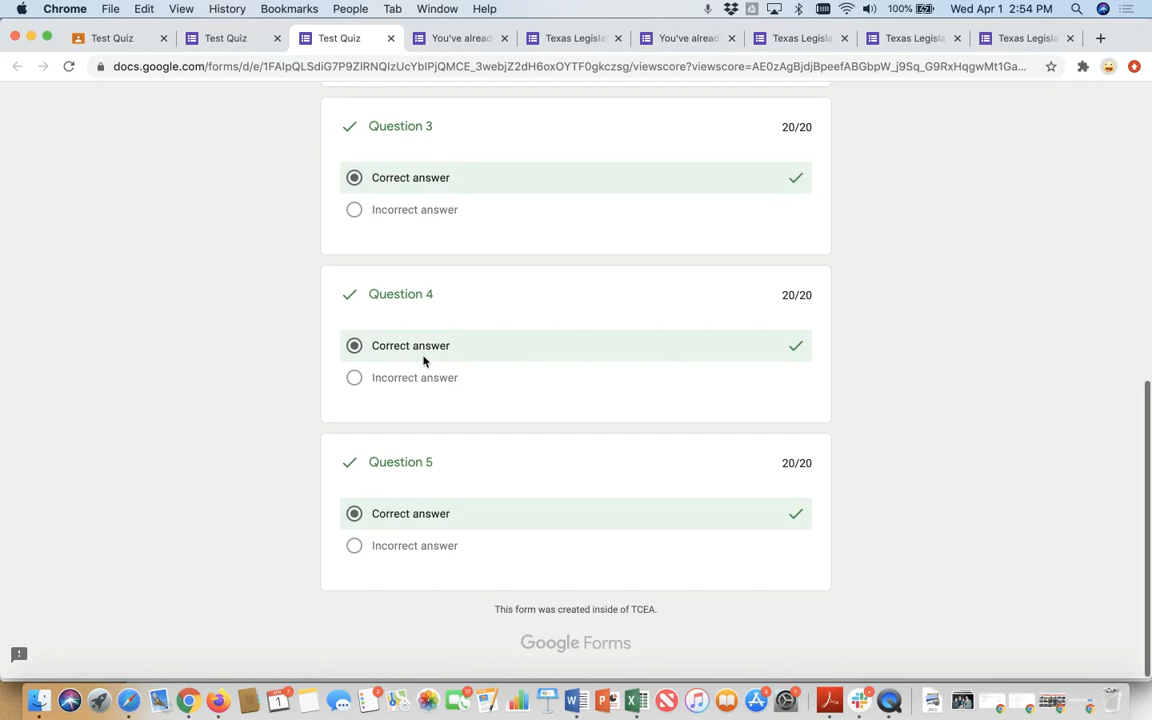 Chrome File Edit View History Bookmarks People Tab Window Help 100% Wed Apr 1 2:54 PM
Test Quiz Test Quiz Test Quiz You've alread Texas Legisla You've alread Texas Legisla Texas Legisla Texas Legisla
docs.google.com/forms/d/e/1FAIpQLSdiG7P9ZIRNQIzUcYbIPjQMCE_3webjZ2dH6oxOYTF0gkczsg/viewscore?viewscore=AE0zAgBjdjBpeefABGbpW_j9Sq_G9RxHqgwMt1Ga...
Question 3 20/20
Correct answer
Incorrect answer
Question 4 20/20
Correct answer
Incorrect answer
Question 5 20/20
Correct answer
Incorrect answer
This form was created inside of TCEA.
Google Forms